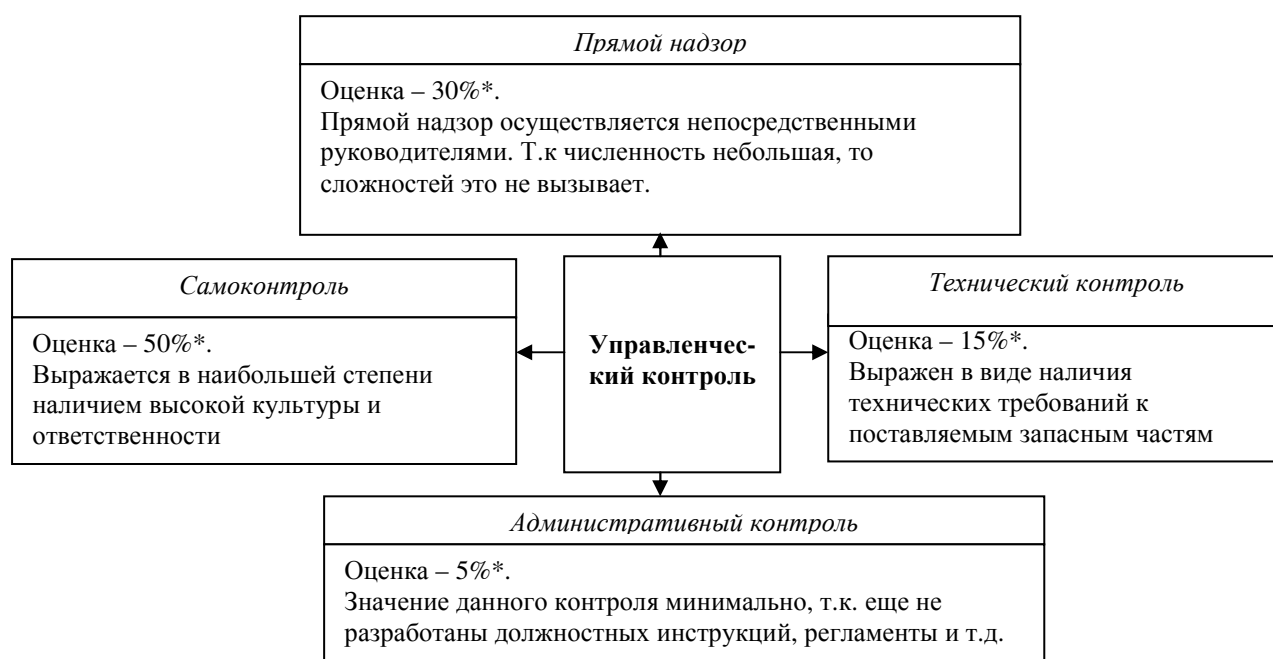 Прямой надзор
Оценка – 30%*.
Прямой надзор осуществляется непосредственными
руководителями. Т.к численность небольшая, то
сложностей это не вызывает.
Самоконтроль
Оценка – 50%*.
Выражается в наибольшей степени
наличием высокой культуры и
ответственности
Управленчес-
кий контроль
Технический контроль
Оценка – 15%*.
Выражен в виде наличия
технических требований к
поставляемым запасным частям
Административный контроль
Оценка – 5%*.
Значение данного контроля минимально, т.к. еще не
разработаны должностных инструкций, регламенты и т.д.